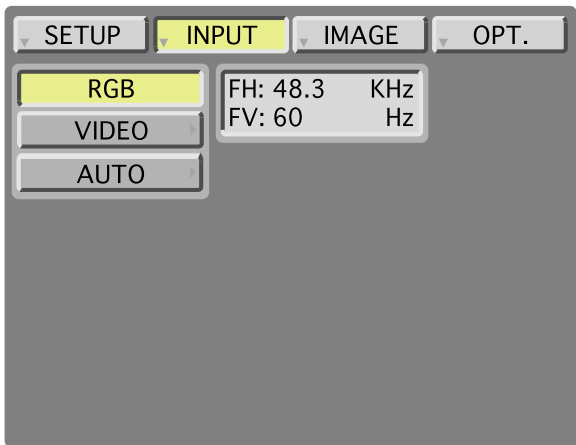 SETUP INPUT IMAGE OPT.
RGB
VIDEO
AUTO
FH: 48.3 KHz
FV: 60 Hz